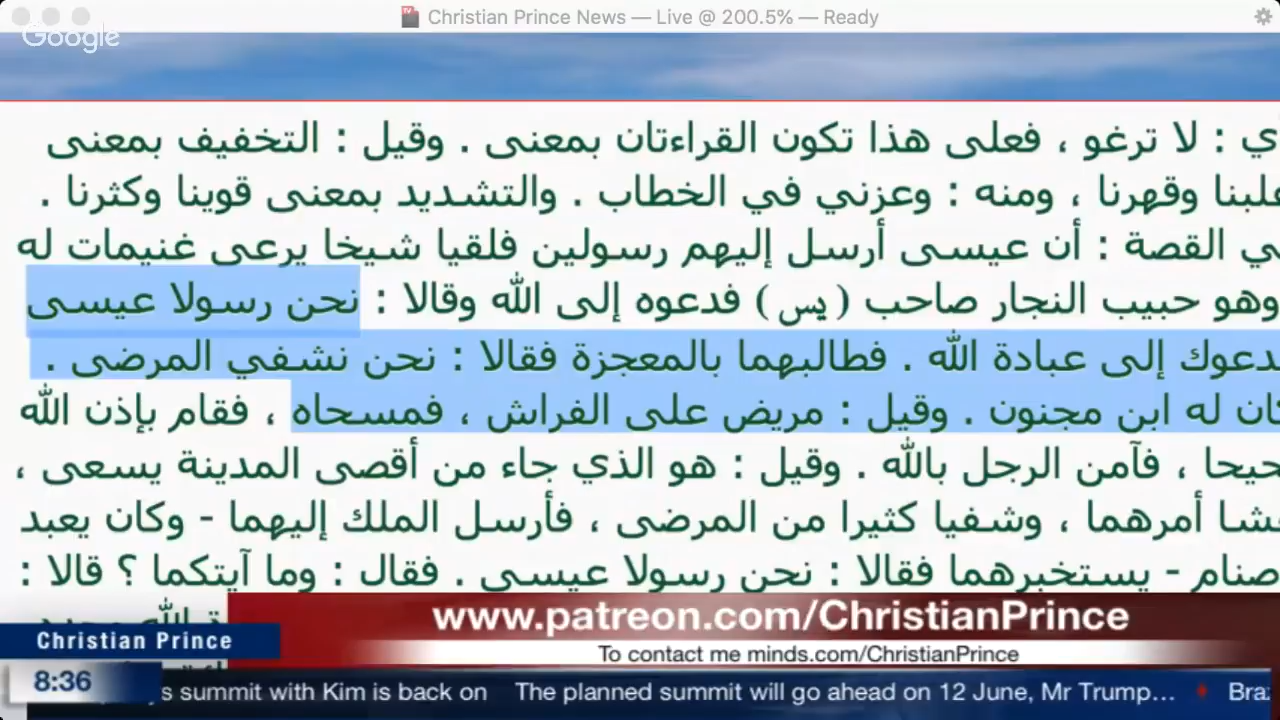 Christian Prince News — Live @ 200.5% — Ready
Google
: لا ترغو ، فعلى هذا تكون القراءتان بمعنى . وقيل : التخفيف بمعنى
وقهرنا ، ومنه : وعزني في الخطاب . والتشديد بمعنى قوينا وكثرنا .
القصة : أن عيسى أرسل إليهم رسولين فلقيا شيخا يرعى غنيمات له
وهو حبيب النجار صاحب ( يس ) فدعوه إلى الله وقالا : نحن رسولا عيسى
إلى عبادة الله . فطالبهما بالمعجزة فقالا : نحن نشفي المرضى .
له ابن مجنون . وقيل : مريض على الفراش ، فمسحاه ، فقام بإذن الله
، فآمن الرجل بالله . وقيل : هو الذي جاء من أقصى المدينة يسعى ،
أمرهما ، وشفيا كثيرا من المرضى ، فأرسل الملك إليهما - وكان يعبد
- يستخبرهما فقالا : نحن رسولا عيسى . فقال : وما آيتكما ؟ قالا :
www.patreon.com/ChristianPrince
Christian Prince
To contact me minds.com/ChristianPrince
8:36
summit with Kim is back on The planned summit will go ahead on 12 June, Mr Trump...